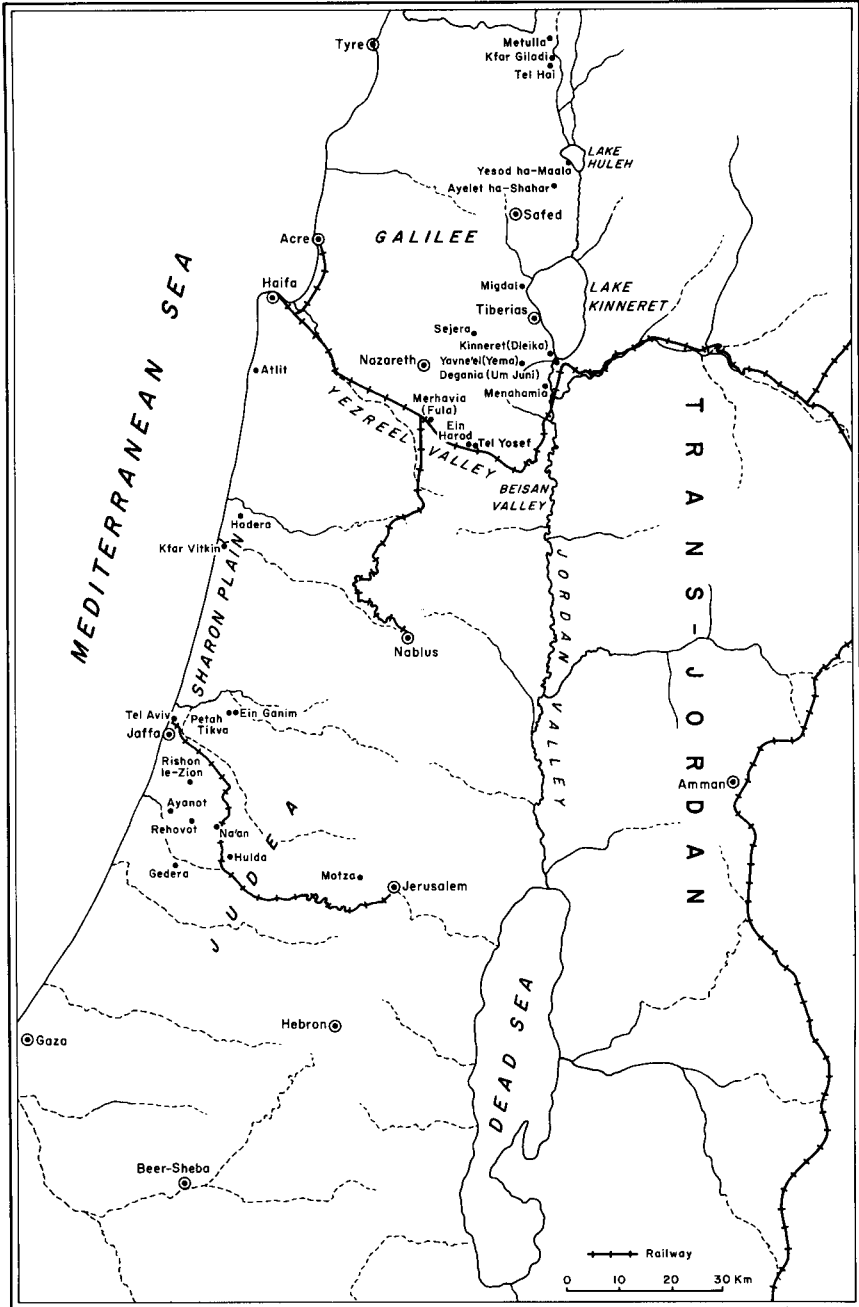 Tyre
Metulla
Kfar Giladi
Tel Hai
LAKE
HULEH
Yesod ha-Maala
Ayelet ha-Shahar
Safed
Acre
GALILEE
Haifa
Migdal
LAKE
KINNERET
Tiberias
Sejera
Kinneret (Dleika)
Nazareth
Yavne'el (Yema)
Degania (Um Juni)
Atlit
Menahamia
Merhavia
(Fula)
Ein
Harod
Tel Yosef
YEZREEL VALLEY
BEISAN
VALLEY
MEDITERRANEAN SEA
TRANS-JORDAN
Hadera
Kfar Vitkin
SHARON PLAIN
JORDAN VALLEY
Nablus
Tel Aviv
Petah
Tikva
Ein Ganim
Jaffa
Rishon
le-Zion
Amman
Ayanot
Rehovot
Na'an
JUDEA
Hulda
Gedera
Motza
Jerusalem
DEAD SEA
Hebron
Gaza
Beer-Sheba
Railway
0 10 20 30 Km